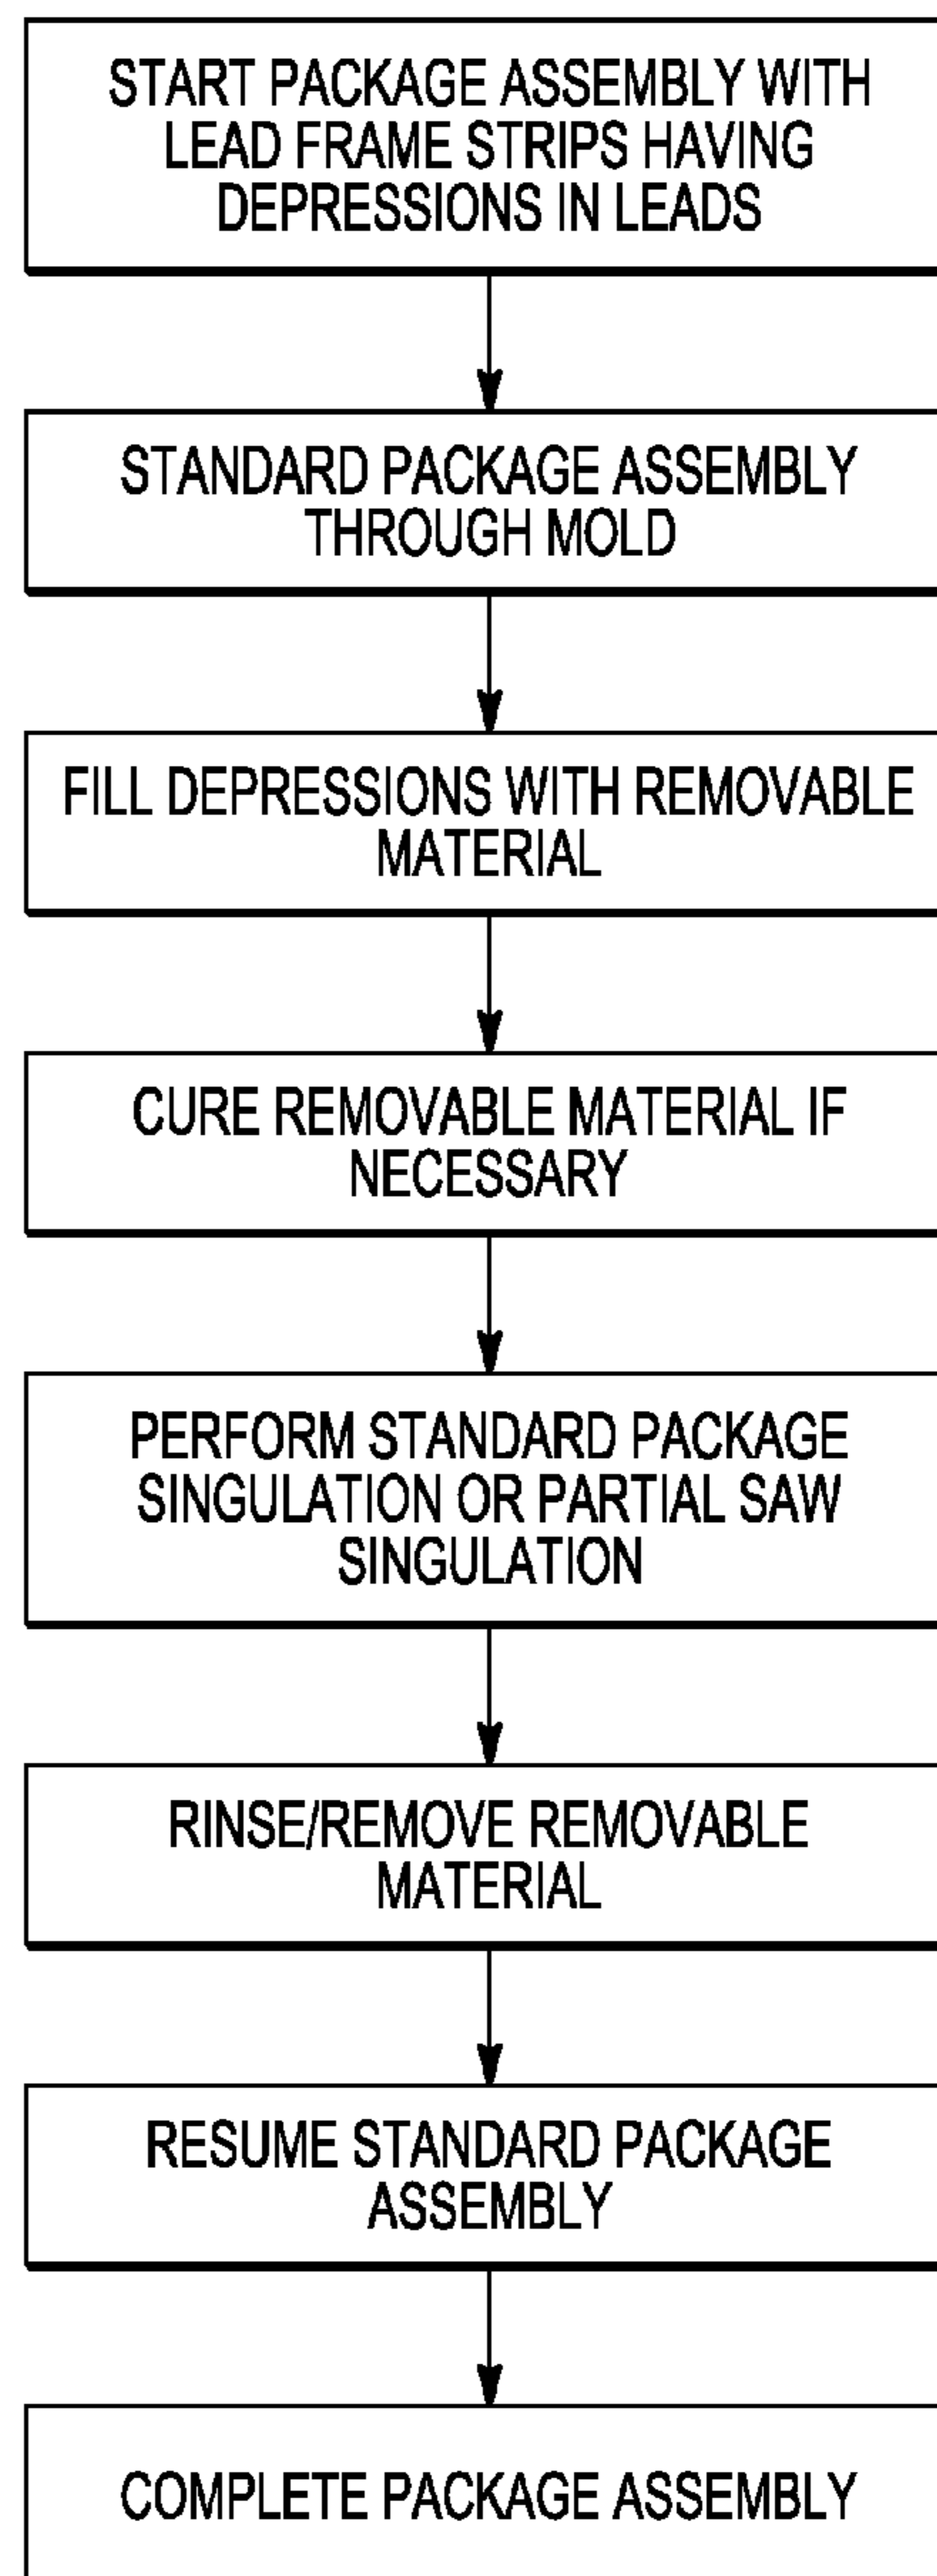 START PACKAGE ASSEMBLY WITH
LEAD FRAME STRIPS HAVING
DEPRESSIONS IN LEADS
STANDARD PACKAGE ASSEMBLY
THROUGH MOLD
FILL DEPRESSIONS WITH REMOVABLE
MATERIAL
CURE REMOVABLE MATERIAL IF
NECESSARY
PERFORM STANDARD PACKAGE
SINGULATION OR PARTIAL SAW
SINGULATION
RINSE/REMOVE REMOVABLE
MATERIAL
RESUME STANDARD PACKAGE
ASSEMBLY
COMPLETE PACKAGE ASSEMBLY